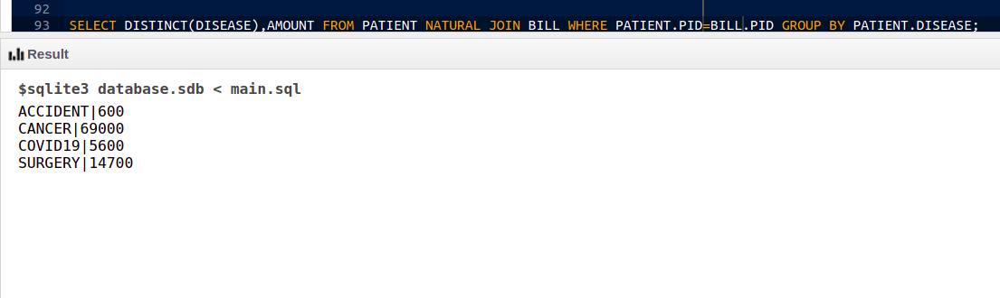 92
93 SELECT DISTINCT(DISEASE),AMOUNT FROM PATIENT NATURAL JOIN BILL WHERE PATIENT.PID=BILL.PID GROUP BY PATIENT.DISEASE;
Result
$sqlite3 database.sdb < main.sql
ACCIDENT|600
CANCER|69000
COVID19|5600
SURGERY|14700